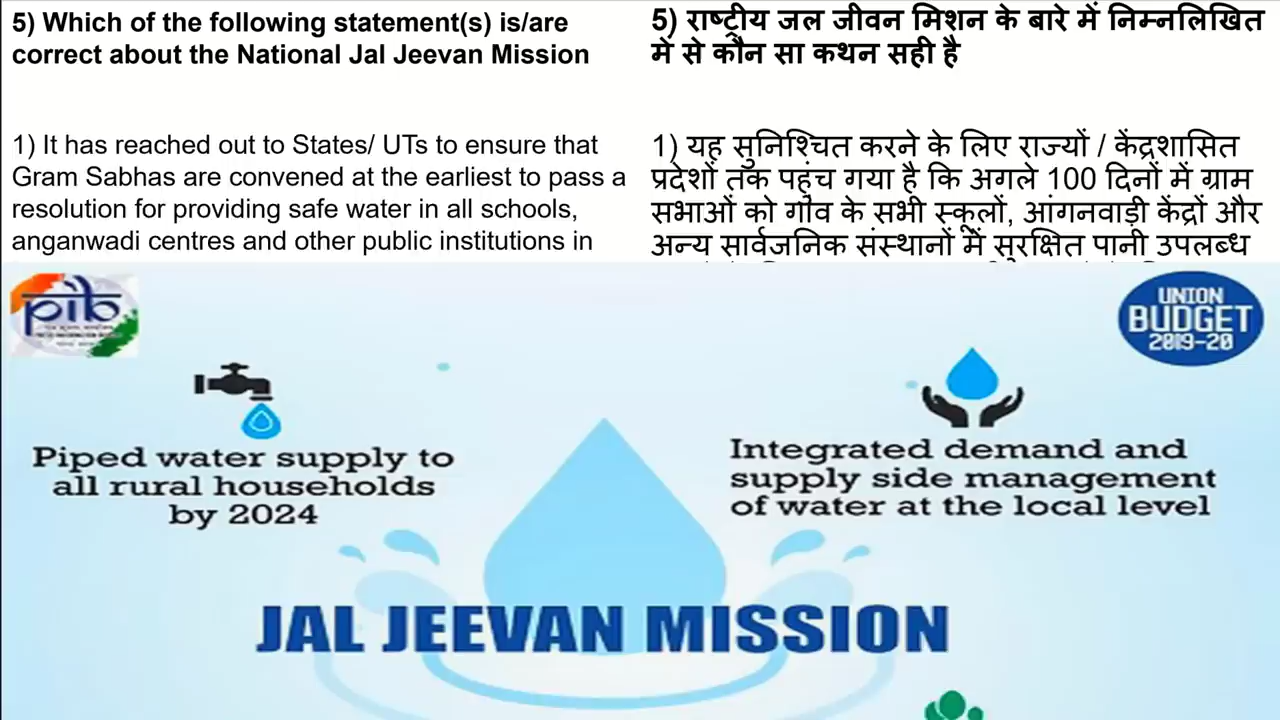 5) Which of the following statement(s) is/are
correct about the National Jal Jeevan Mission
1) It has reached out to States/ UTs to ensure that
Gram Sabhas are convened at the earliest to pass a
resolution for providing safe water in all schools,
anganwadi centres and other public institutions in
5) राष्ट्रीय जल जीवन मिशन के बारे में निम्नलिखित
में से कौन सा कथन सही है
1) यह सुनिश्चित करने के लिए राज्यों / केंद्रशासित
प्रदेशों तक पहुंच गया है कि अगले 100 दिनों में ग्राम
सभाओं को गाँव के सभी स्कूलों, आंगनवाड़ी केंद्रों और
अन्य सार्वजनिक संस्थानों में सुरक्षित पानी उपलब्ध
pib
UNION
BUDGET
2019-20
Piped water supply to
all rural households
by 2024
Integrated demand and
supply side management
of water at the local level
JAL JEEVAN MISSION